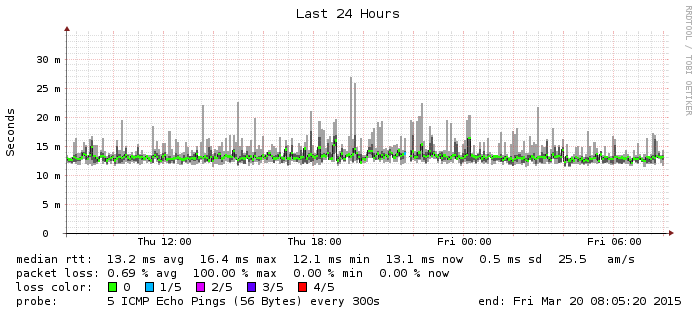 Last 24 Hours
RRDTOOL / TOBI OETIKER
Seconds
30 m
25 m
20 m
15 m
10 m
5 m
0
Thu 12:00 Thu 18:00 Fri 00:00 Fri 06:00
median rtt: 13.2 ms avg 16.4 ms max 12.1 ms min 13.1 ms now 0.5 ms sd 25.5 am/s
packet loss: 0.69 % avg 100.00 % max 0.00 % min 0.00 % now
loss color: 0 1/5 2/5 3/5 4/5
probe: 5 ICMP Echo Pings (56 Bytes) every 300s end: Fri Mar 20 08:05:20 2015